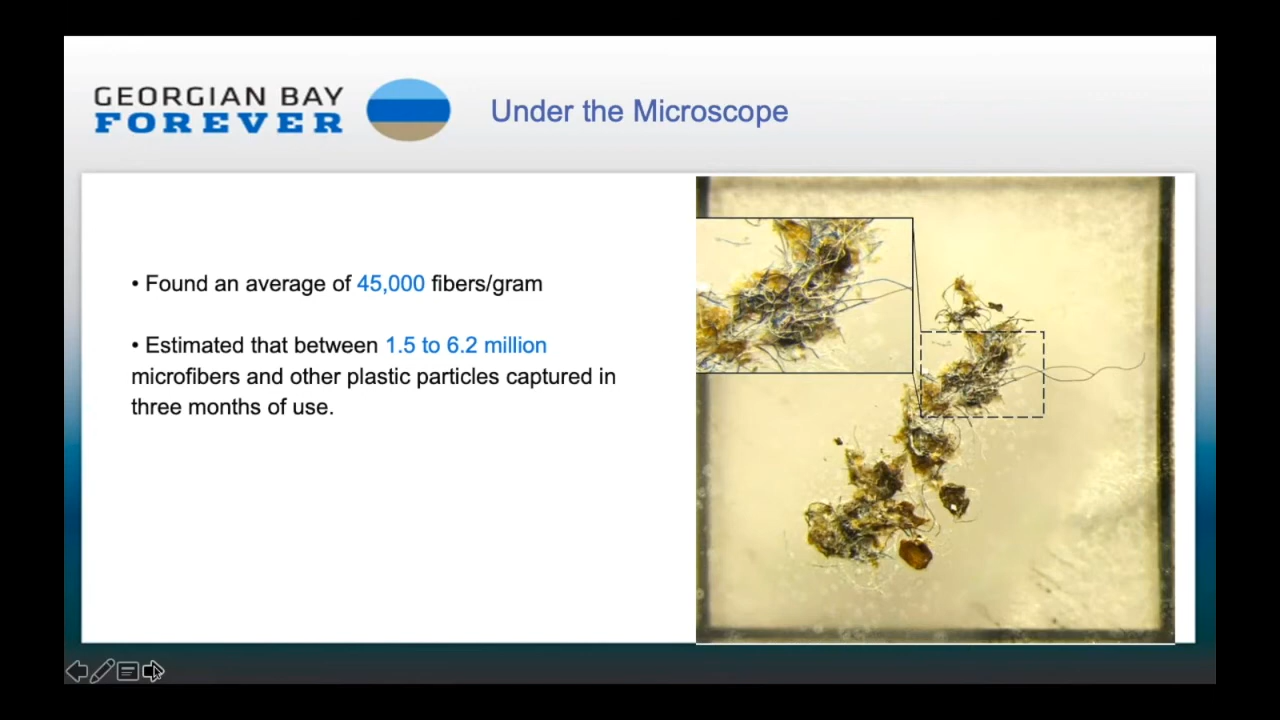 GEORGIAN BAY
FOREVER
Under the Microscope
• Found an average of 45,000 fibers/gram
• Estimated that between 1.5 to 6.2 million
microfibers and other plastic particles captured in
three months of use.